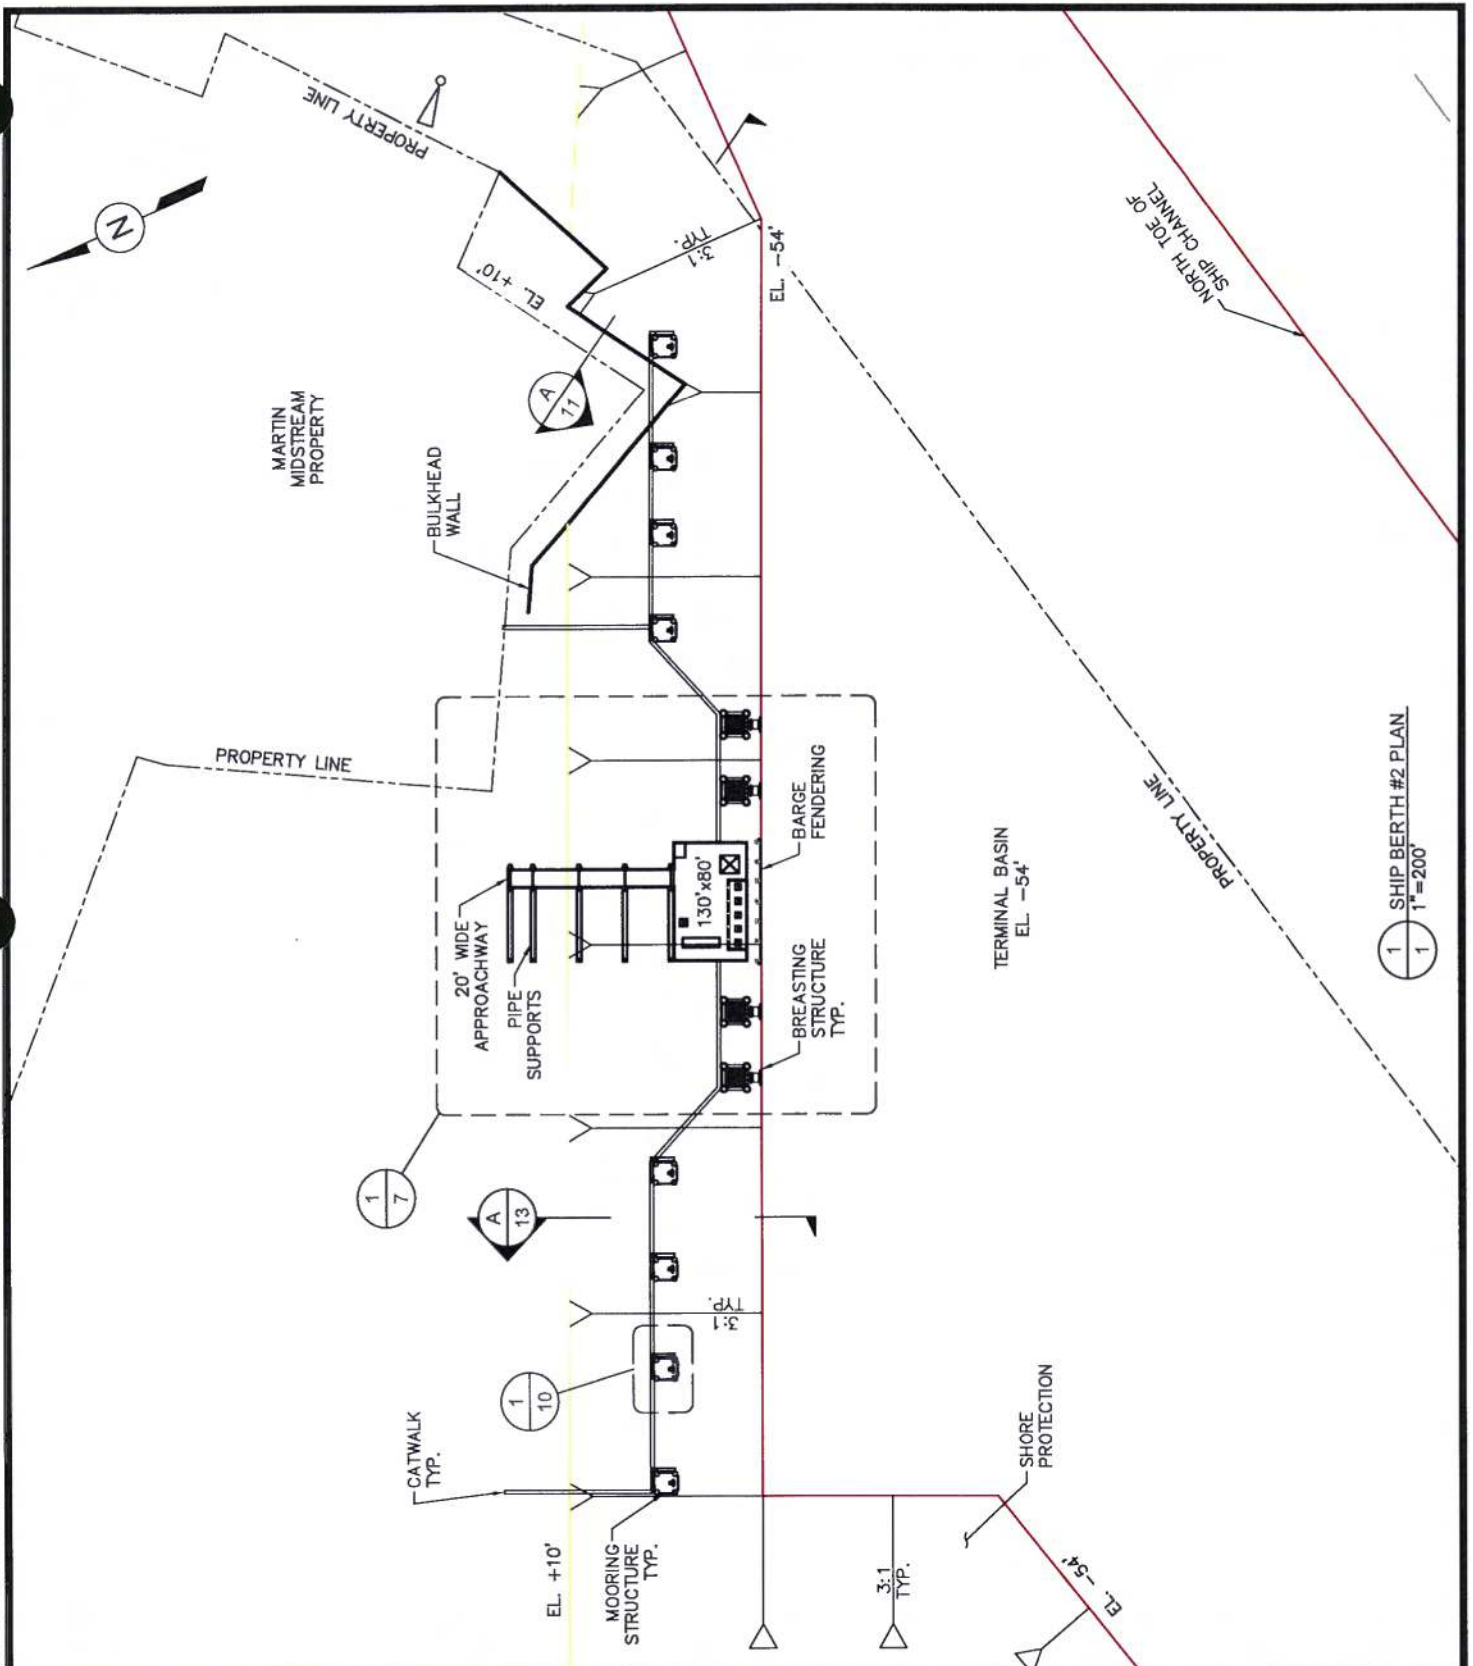 PROPERTY LINE
N
EL. +10'
3:1
TYP.
EL. -54'
NORTH TOE OF
SHIP CHANNEL
MARTIN
MIDSTREAM
PROPERTY
A
11
BULKHEAD
WALL
PROPERTY LINE
20' WIDE
APPROACHWAY
PIPE
SUPPORTS
130'x80'
BARGE
FENDERING
BREASTING
STRUCTURE
TYP.
TERMINAL BASIN
EL. -54'
PROPERTY LINE
1
1
SHIP BERTH #2 PLAN
1"=200'
1
7
A
13
3:1
TYP.
1
10
CATWALK
TYP.
EL. +10'
MOORING
STRUCTURE
TYP.
3:1
TYP.
SHORE
PROTECTION
EL. -54'